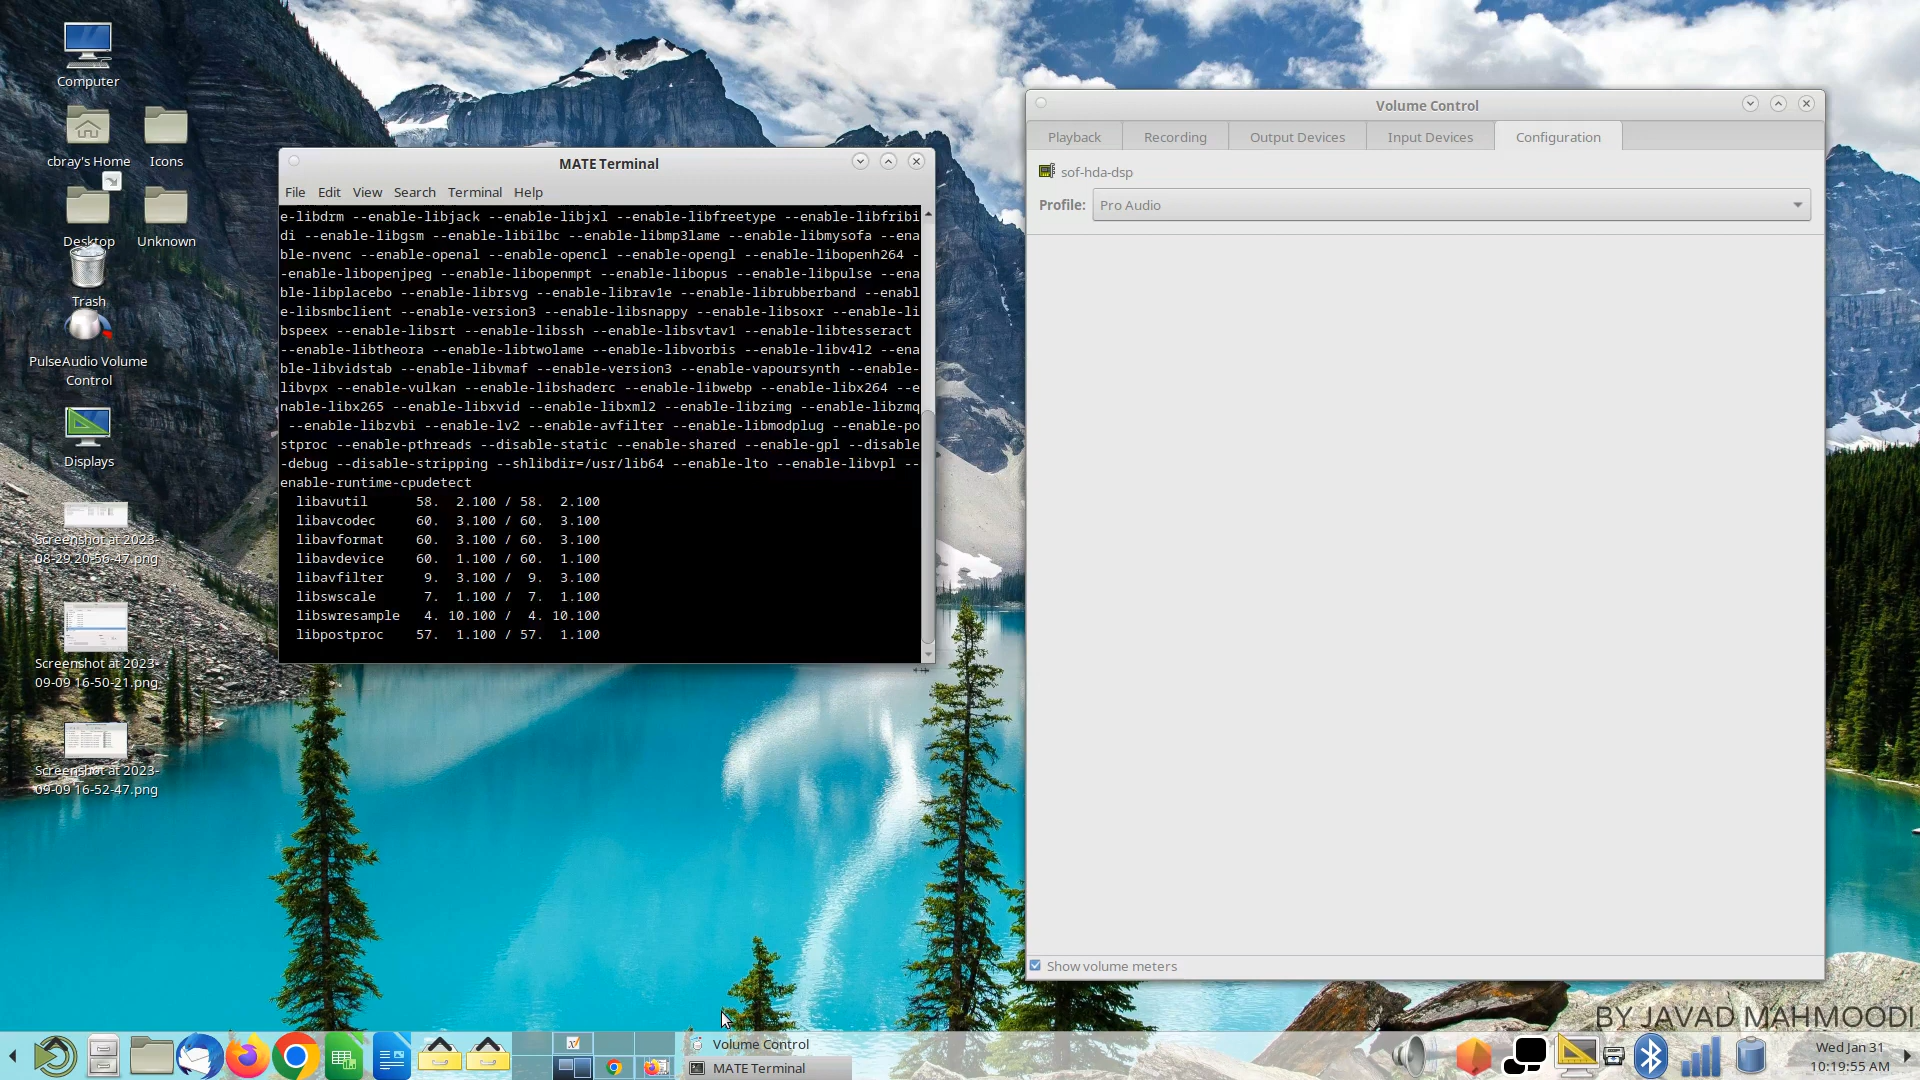 Computer
cbray's Home
Icons
Desktop
Unknown
Trash
PulseAudio Volume
Control
Displays
Screenshot at 2023-
08-29 20-56-47.png
Screenshot at 2023-
09-09 16-50-21.png
Screenshot at 2023-
09-09 16-52-47.png
MATE Terminal
File Edit View Search Terminal Help
e-libdrm --enable-libjack --enable-libjxl --enable-libfreetype --enable-libfribi
di --enable-libgsm --enable-libilbc --enable-libmp3lame --enable-libmysofa --ena
ble-nvenc --enable-openal --enable-opencl --enable-opengl --enable-libopenh264 -
-enable-libopenjpeg --enable-libopenmpt --enable-libopus --enable-libpulse --ena
ble-libplacebo --enable-librsvg --enable-librav1e --enable-librubberband --enabl
e-libsmbclient --enable-version3 --enable-libsnappy --enable-libsoxr --enable-li
bspeex --enable-libsrt --enable-libssh --enable-libsvtav1 --enable-libtesseract
--enable-libtheora --enable-libtwolame --enable-libvorbis --enable-libv4l2 --ena
ble-libvidstab --enable-libvmaf --enable-version3 --enable-vapoursynth --enable-
libvpx --enable-vulkan --enable-libshaderc --enable-libwebp --enable-libx264 --e
nable-libx265 --enable-libxvid --enable-libxml2 --enable-libzimg --enable-libzmq
--enable-libzvbi --enable-lv2 --enable-avfilter --enable-libmodplug --enable-po
stproc --enable-pthreads --disable-static --enable-shared --enable-gpl --disable
-debug --disable-stripping --shlibdir=/usr/lib64 --enable-lto --enable-libvpl --
enable-runtime-cpudetect
libavutil 58. 2.100 / 58. 2.100
libavcodec 60. 3.100 / 60. 3.100
libavformat 60. 3.100 / 60. 3.100
libavdevice 60. 1.100 / 60. 1.100
libavfilter 9. 3.100 / 9. 3.100
libswscale 7. 1.100 / 7. 1.100
libswresample 4. 10.100 / 4. 10.100
libpostproc 57. 1.100 / 57. 1.100
Volume Control
Playback Recording Output Devices Input Devices Configuration
sof-hda-dsp
Profile: Pro Audio
Show volume meters
BY JAVAD MAHMOODI
Volume Control
MATE Terminal
Wed Jan 31
10:19:55 AM